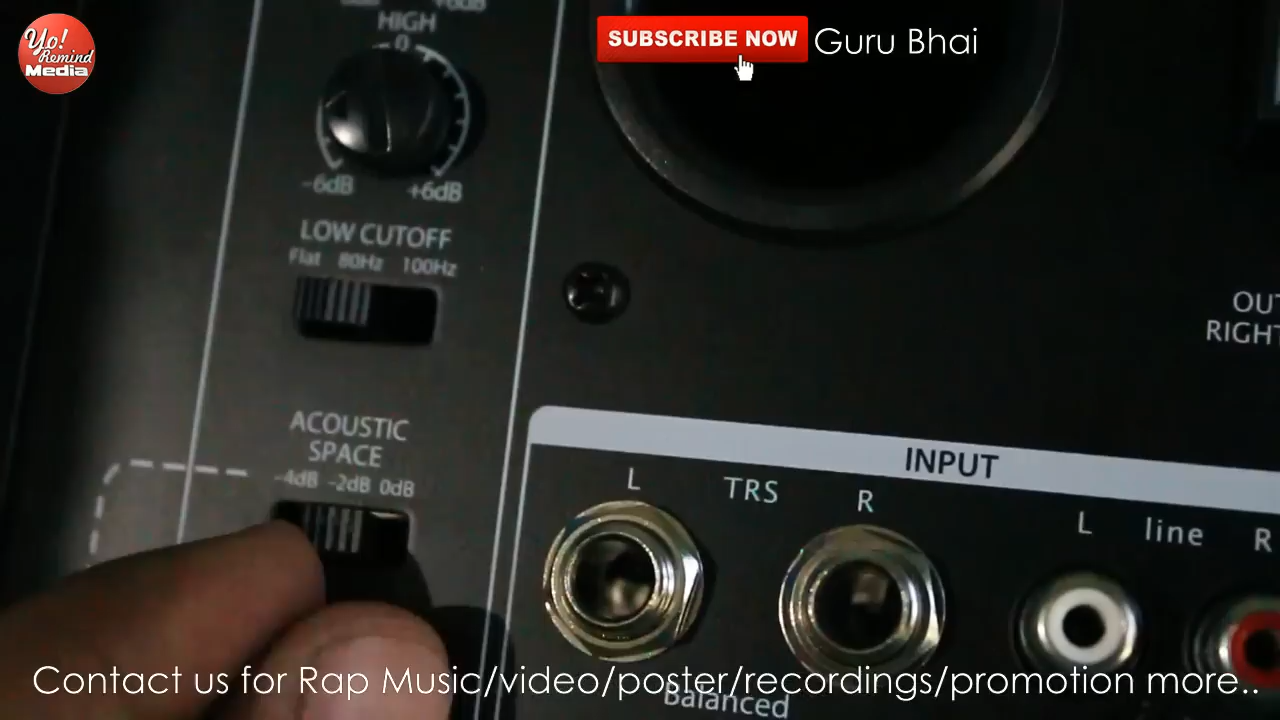 Yo!
Remind
Media
SUBSCRIBE NOW
Guru Bhai
+6dB
HIGH
0
-6dB
+6dB
LOW CUTOFF
Flat 80Hz 100Hz
ACOUSTIC
SPACE
-4dB -2dB 0dB
INPUT
L TRS R
L line R
Balanced
RIGHT
Contact us for Rap Music/video/poster/recordings/promotion more..